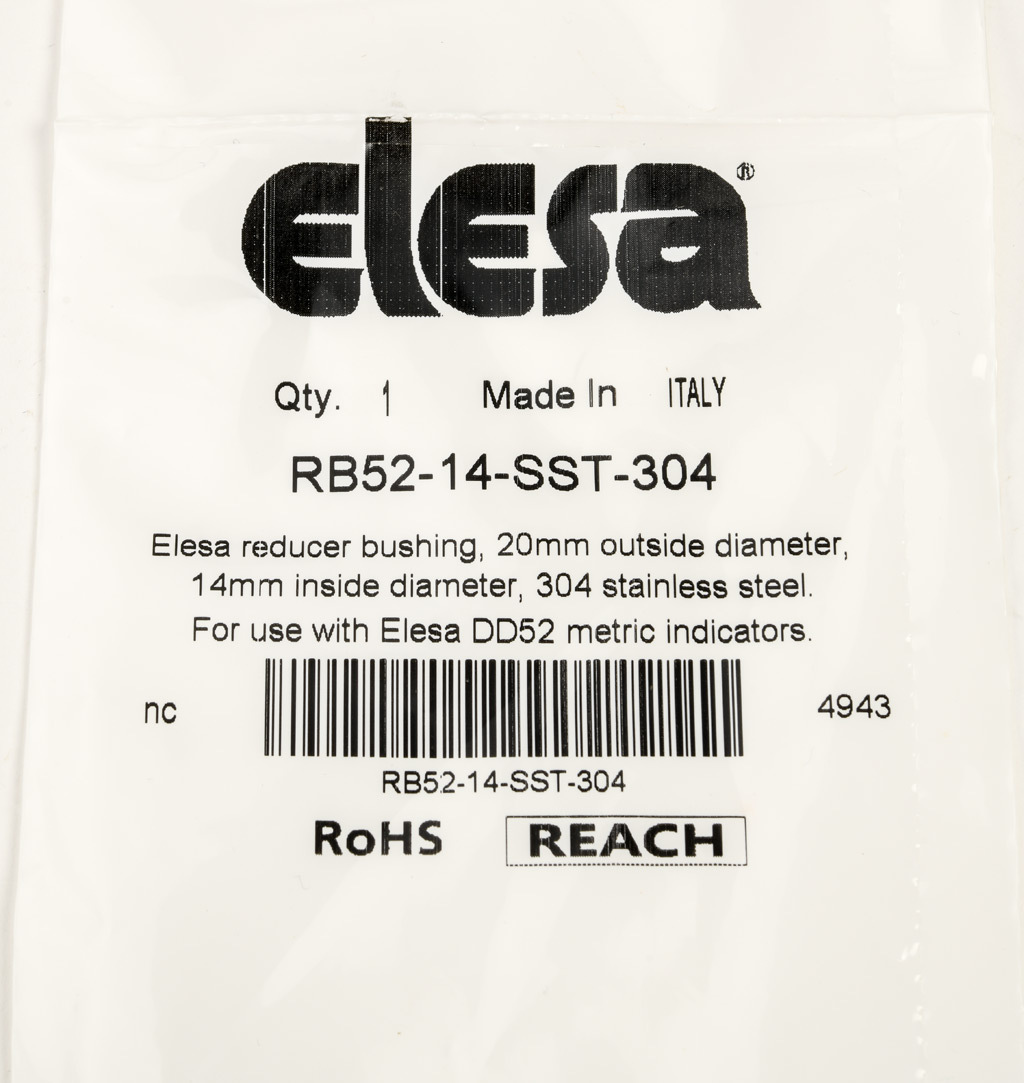 elesa®
Qty. 1 Made In ITALY
RB52-14-SST-304
Elesa reducer bushing, 20mm outside diameter,
14mm inside diameter, 304 stainless steel.
For use with Elesa DD52 metric indicators.
nc 4943
RB52-14-SST-304
RoHS REACH